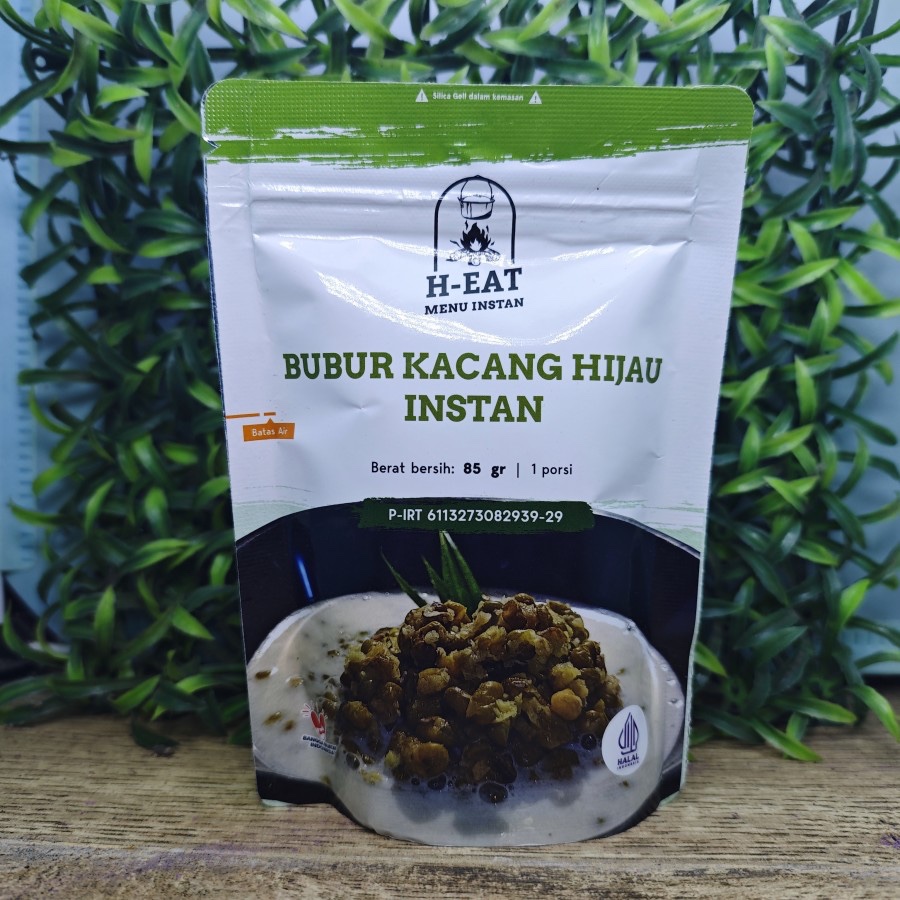 Silica Gell dalam kemasan
H-EAT
MENU INSTAN
BUBUR KACANG HIJAU
INSTAN
Batas Air
Berat bersih: 85 gr | 1 porsi
P-IRT 6113273082939-29
HALAL
INDONESIA